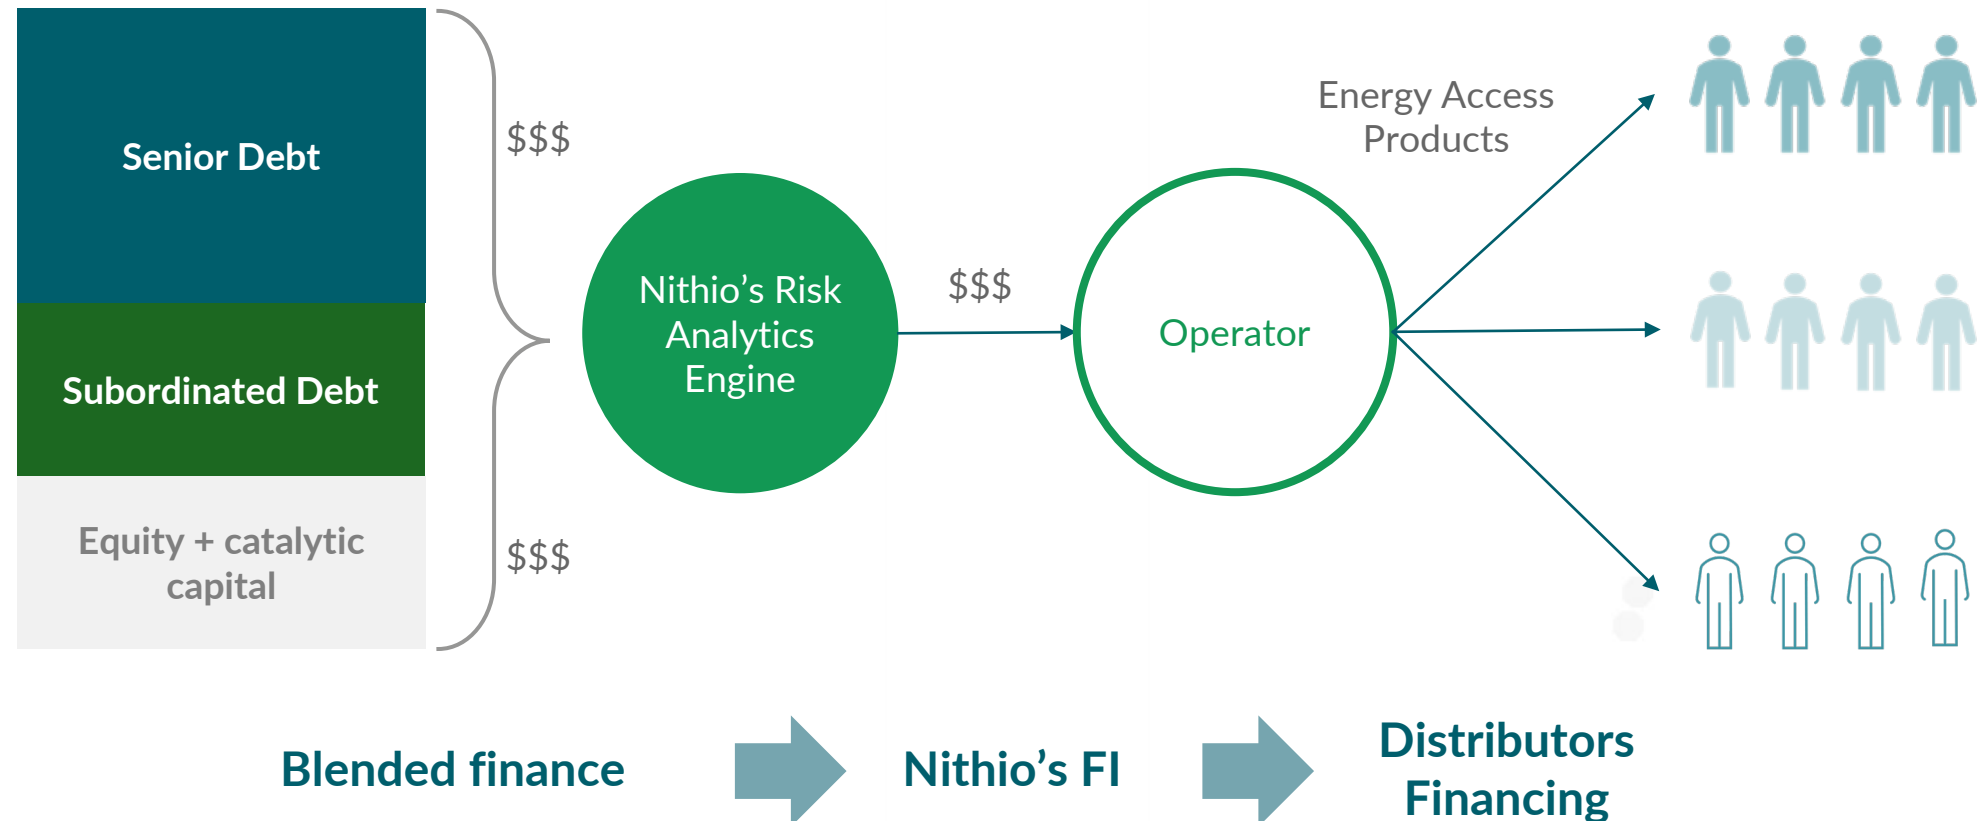 Senior Debt
Subordinated Debt
Equity + catalytic
capital
$$$
$$$
Nithio’s Risk
Analytics
Engine
$$$
Operator
Energy Access
Products
Blended finance
Nithio’s FI
Distributors
Financing